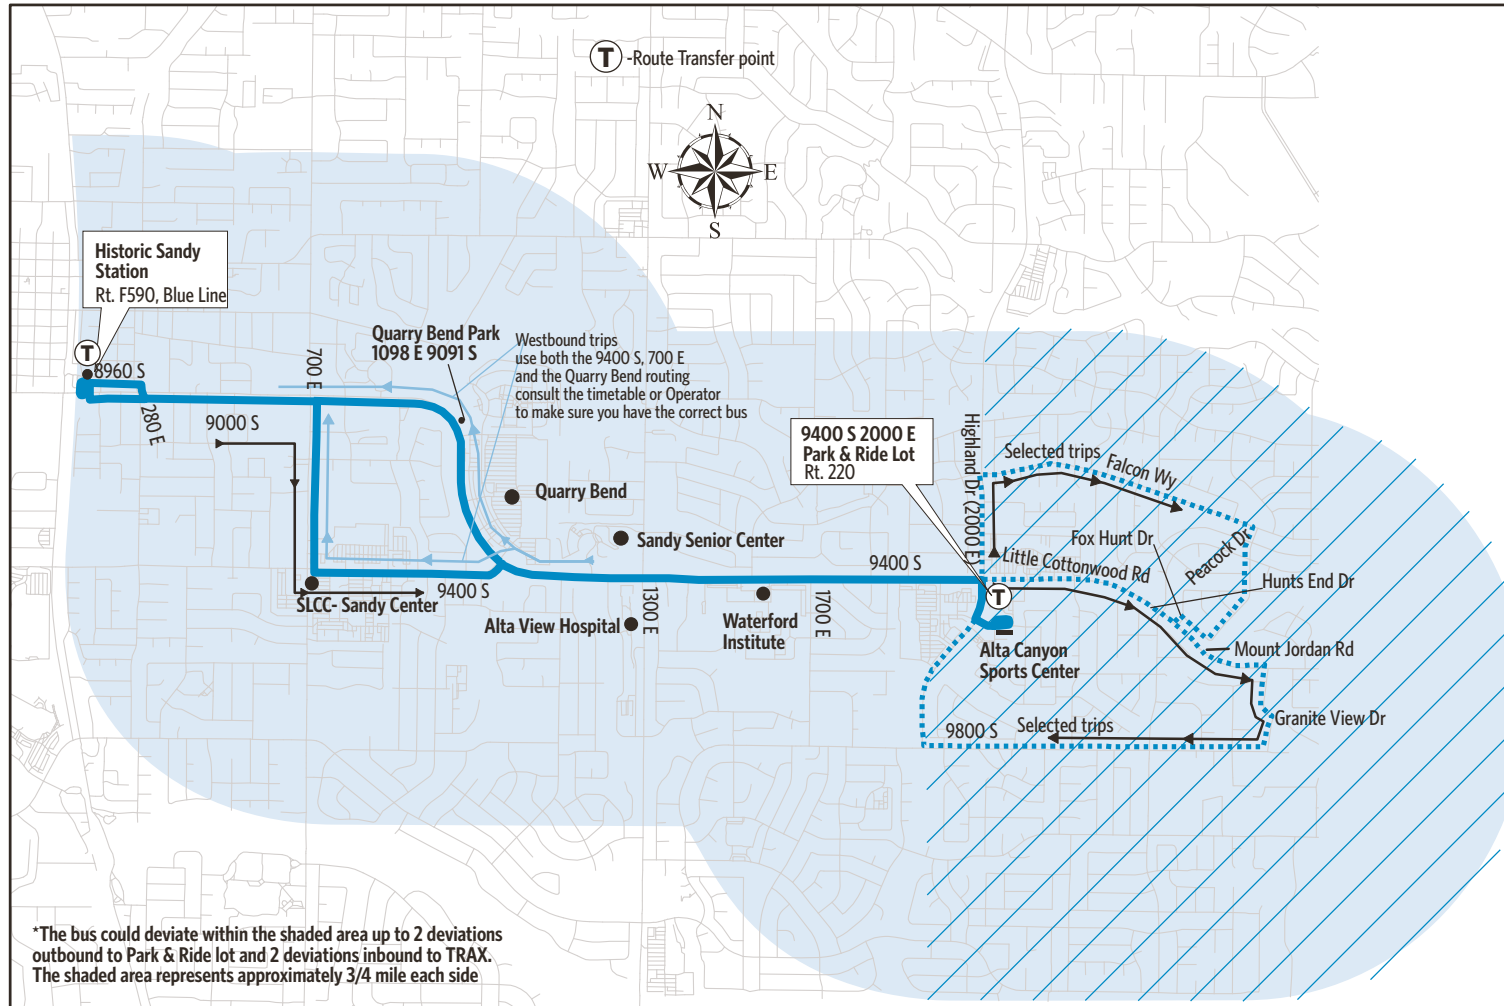 T -Route Transfer point
N
W
E
S
Historic Sandy
Station
Rt. F590, Blue Line
T
8960 S
280 E
700 E
9000 S
Quarry Bend Park
1098 E 9091 S
Westbound trips
use both the 9400 S, 700 E
and the Quarry Bend routing
consult the timetable or Operator
to make sure you have the correct bus
Quarry Bend
Sandy Senior Center
SLCC- Sandy Center
9400 S
Alta View Hospital
1300 E
Waterford
Institute
1700 E
9400 S
9400 S 2000 E
Park & Ride Lot
Rt. 220
Highland Dr (2000 E)
Selected trips
Falcon Wy
Fox Hunt Dr
Peacock Dr
Little Cottonwood Rd
Hunts End Dr
T
Alta Canyon
Sports Center
Mount Jordan Rd
Granite View Dr
9800 S
Selected trips
*The bus could deviate within the shaded area up to 2 deviations
outbound to Park & Ride lot and 2 deviations inbound to TRAX.
The shaded area represents approximately 3/4 mile each side